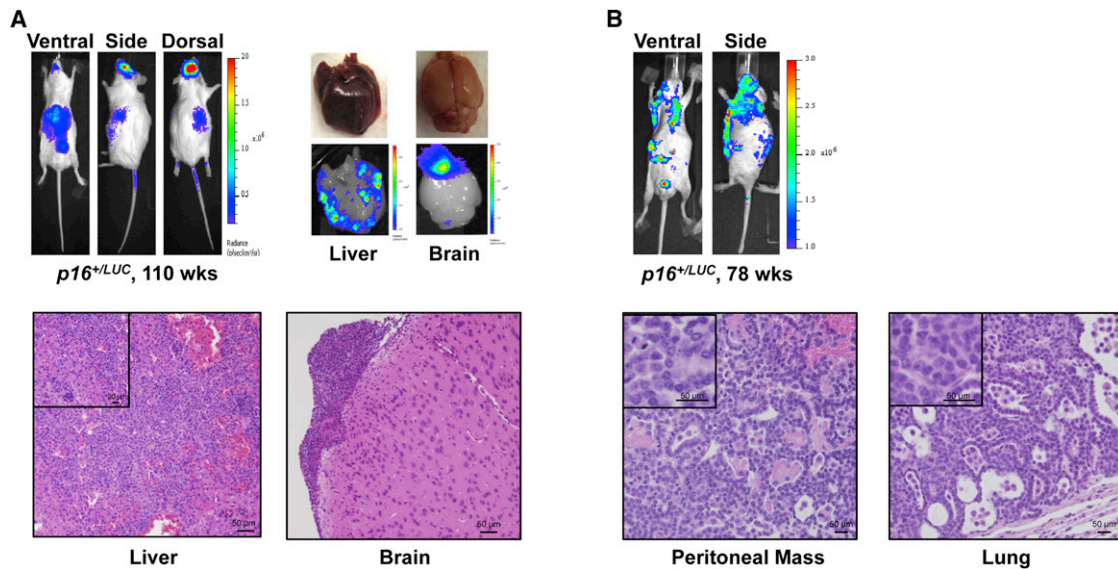 A
Ventral Side Dorsal
2.0
1.5
x10⁶
1.0
0.5
Radiance
(p/sec/cm²/sr)
p16+/LUC, 110 wks
Liver Brain
50 μm
50 μm
Liver
Brain
B
Ventral Side
3.0
2.5
2.0 x10⁶
1.5
1.0
p16+/LUC, 78 wks
50 μm
50 μm
50 μm
50 μm
Peritoneal Mass
Lung